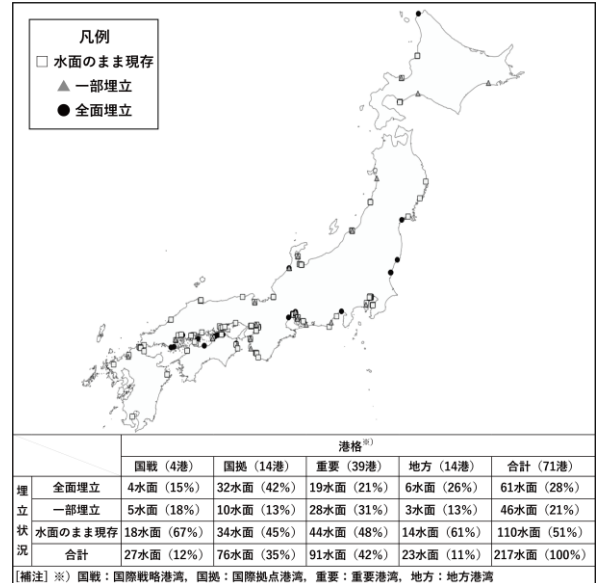 凡例
□ 水面のまま現存
▲ 一部埋立
● 全面埋立
港格※)
国戦（4港） 国拠（14港） 重要（39港） 地方（14港） 合計（71港）
埋立状況
全面埋立 4水面（15%） 32水面（42%） 19水面（21%） 6水面（26%） 61水面（28%）
一部埋立 5水面（18%） 10水面（13%） 28水面（31%） 3水面（13%） 46水面（21%）
水面のまま現存 18水面（67%） 34水面（45%） 44水面（48%） 14水面（61%） 110水面（51%）
合計 27水面（12%） 76水面（35%） 91水面（42%） 23水面（11%） 217水面（100%）
[補注］※）国戦：国際戦略港湾，国拠：国際拠点港湾，重要：重要港湾，地方：地方港湾